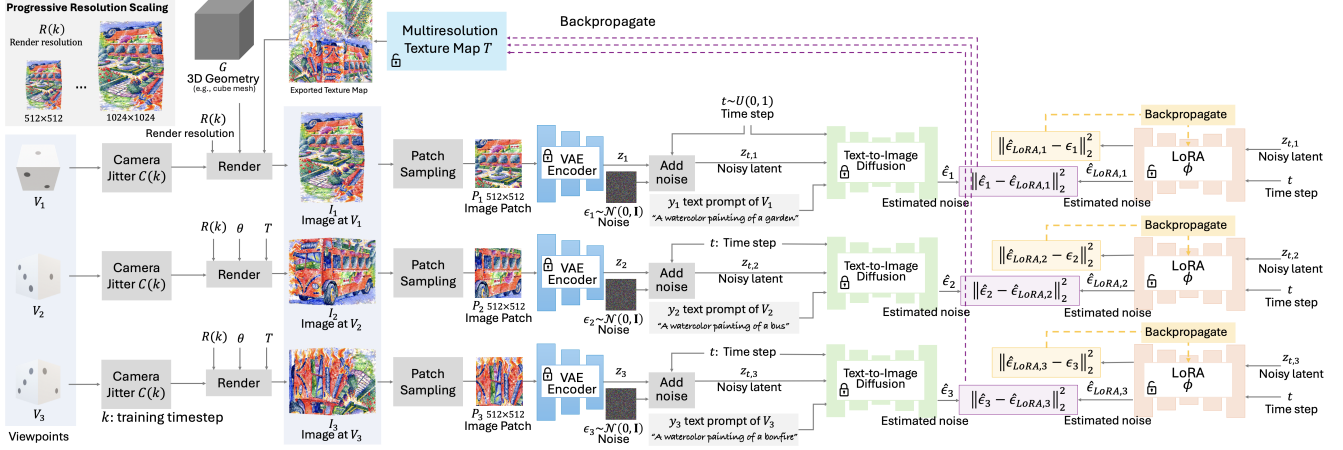 Progressive Resolution Scaling
R(k)
Render resolution
...
512×512
1024×1024
G
3D Geometry
(e.g., cube mesh)
Exported Texture Map
Multiresolution
Texture Map T
Backpropagate
R(k)
Render resolution
V₁
Camera
Jitter C(k)
Render
I₁
Image at V₁
Patch
Sampling
P₁ 512×512
Image Patch
VAE
Encoder
z₁
ϵ₁~N(0, I)
Noise
t~U(0, 1)
Time step
Add
noise
z_{t,1}
Noisy latent
y₁ text prompt of V₁
"A watercolor painting of a garden"
Text-to-Image
Diffusion
ϵ̂₁
Estimated noise
‖ϵ̂_{LoRA,1} − ϵ₁‖²₂
‖ϵ̂₁ − ϵ̂_{LoRA,1}‖²₂
ϵ̂_{LoRA,1}
Estimated noise
Backpropagate
LoRA
ϕ
z_{t,1}
Noisy latent
t
Time step
R(k) θ T
V₂
Camera
Jitter C(k)
Render
I₂
Image at V₂
Patch
Sampling
P₂ 512×512
Image Patch
VAE
Encoder
z₂
ϵ₂~N(0, I)
Noise
t: Time step
Add
noise
z_{t,2}
Noisy latent
y₂ text prompt of V₂
"A watercolor painting of a bus"
Text-to-Image
Diffusion
ϵ̂₂
Estimated noise
‖ϵ̂_{LoRA,2} − ϵ₂‖²₂
‖ϵ̂₂ − ϵ̂_{LoRA,2}‖²₂
ϵ̂_{LoRA,2}
Estimated noise
Backpropagate
LoRA
ϕ
z_{t,2}
Noisy latent
t
Time step
R(k) θ T
V₃
Viewpoints
Camera
Jitter C(k)
k: training timestep
Render
I₃
Image at V₃
Patch
Sampling
P₃ 512×512
Image Patch
VAE
Encoder
z₃
ϵ₃~N(0, I)
Noise
t: Time step
Add
noise
z_{t,3}
Noisy latent
y₃ text prompt of V₃
"A watercolor painting of a bonfire"
Text-to-Image
Diffusion
ϵ̂₃
Estimated noise
‖ϵ̂_{LoRA,3} − ϵ₃‖²₂
‖ϵ̂₃ − ϵ̂_{LoRA,3}‖²₂
ϵ̂_{LoRA,3}
Estimated noise
Backpropagate
LoRA
ϕ
z_{t,3}
Noisy latent
t
Time step